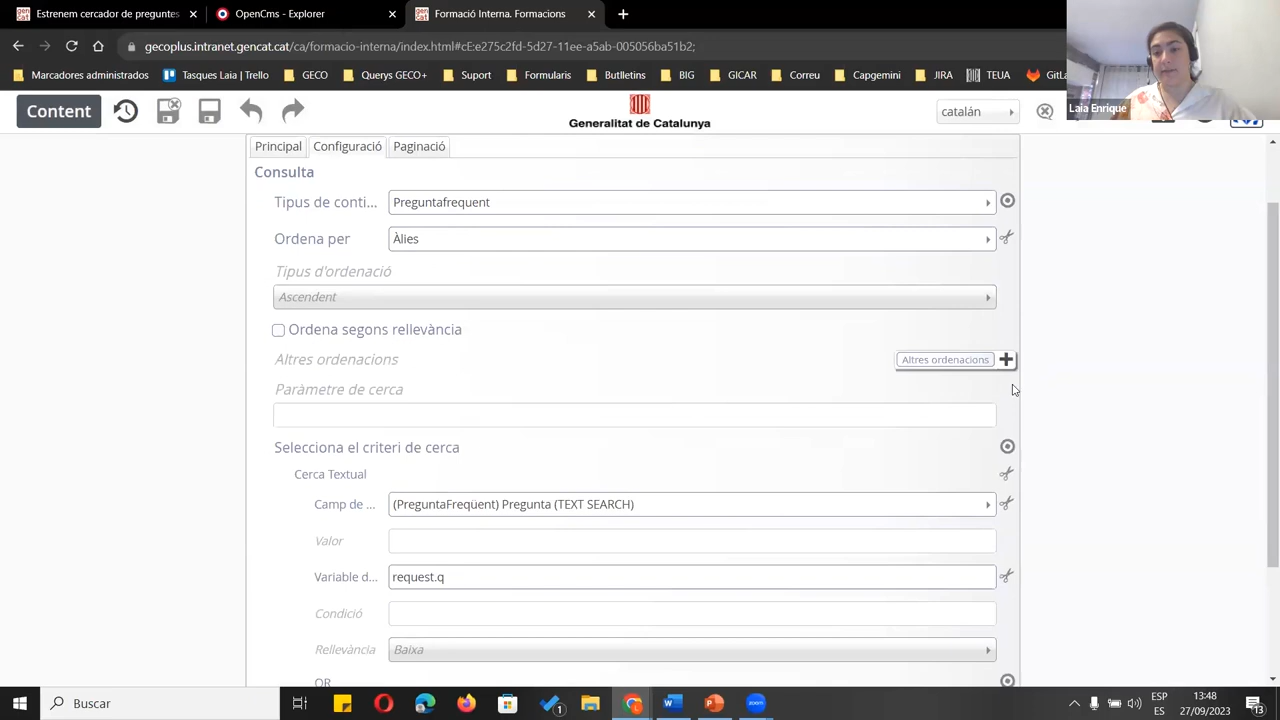 Estrenem cercador de preguntes
OpenCms - Explorer
Formació Interna. Formacions
gecoplus.intranet.gencat.cat/ca/formacio-interna/index.html#cE:e275c2fd-5d27-11ee-a5ab-005056ba51b2;
Marcadores administrados
Tasques Laia | Trello
GECO
Querys GECO+
Suport
Formularis
Butlletins
BIG
GICAR
Correu
Capgemini
JIRA
TEUA
GitLa
Laia Enrique
Content
Generalitat de Catalunya
catalán
Principal
Configuració
Paginació
Consulta
Tipus de conti...
Preguntafrequent
Ordena per
Àlies
Tipus d'ordenació
Ascendent
Ordena segons rellevància
Altres ordenacions
Altres ordenacions
Paràmetre de cerca
Selecciona el criteri de cerca
Cerca Textual
Camp de ...
(PreguntaFreqüent) Pregunta (TEXT SEARCH)
Valor
Variable d...
request.q
Condició
Rellevància
Baixa
OR
Buscar
1
W
P
zoom
ESP
ES
13:48
27/09/2023
13